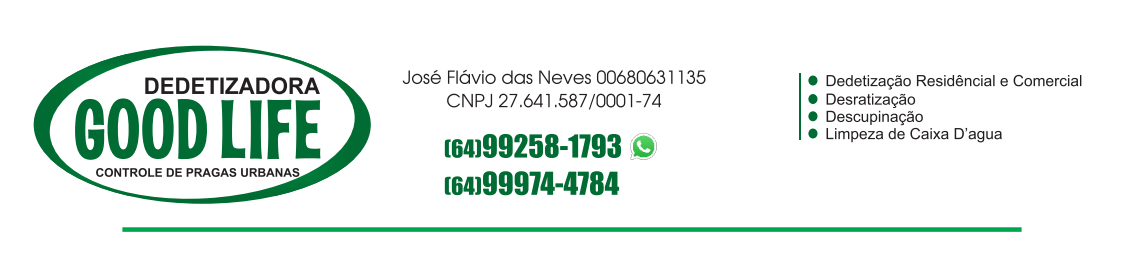 DEDETIZADORA
GOOD LIFE
CONTROLE DE PRAGAS URBANAS
José Flávio das Neves 00680631135
CNPJ 27.641.587/0001-74
(64)99258-1793
(64)99974-4784
Dedetização Residêncial e Comercial
Desratização
Descupinação
Limpeza de Caixa D'agua